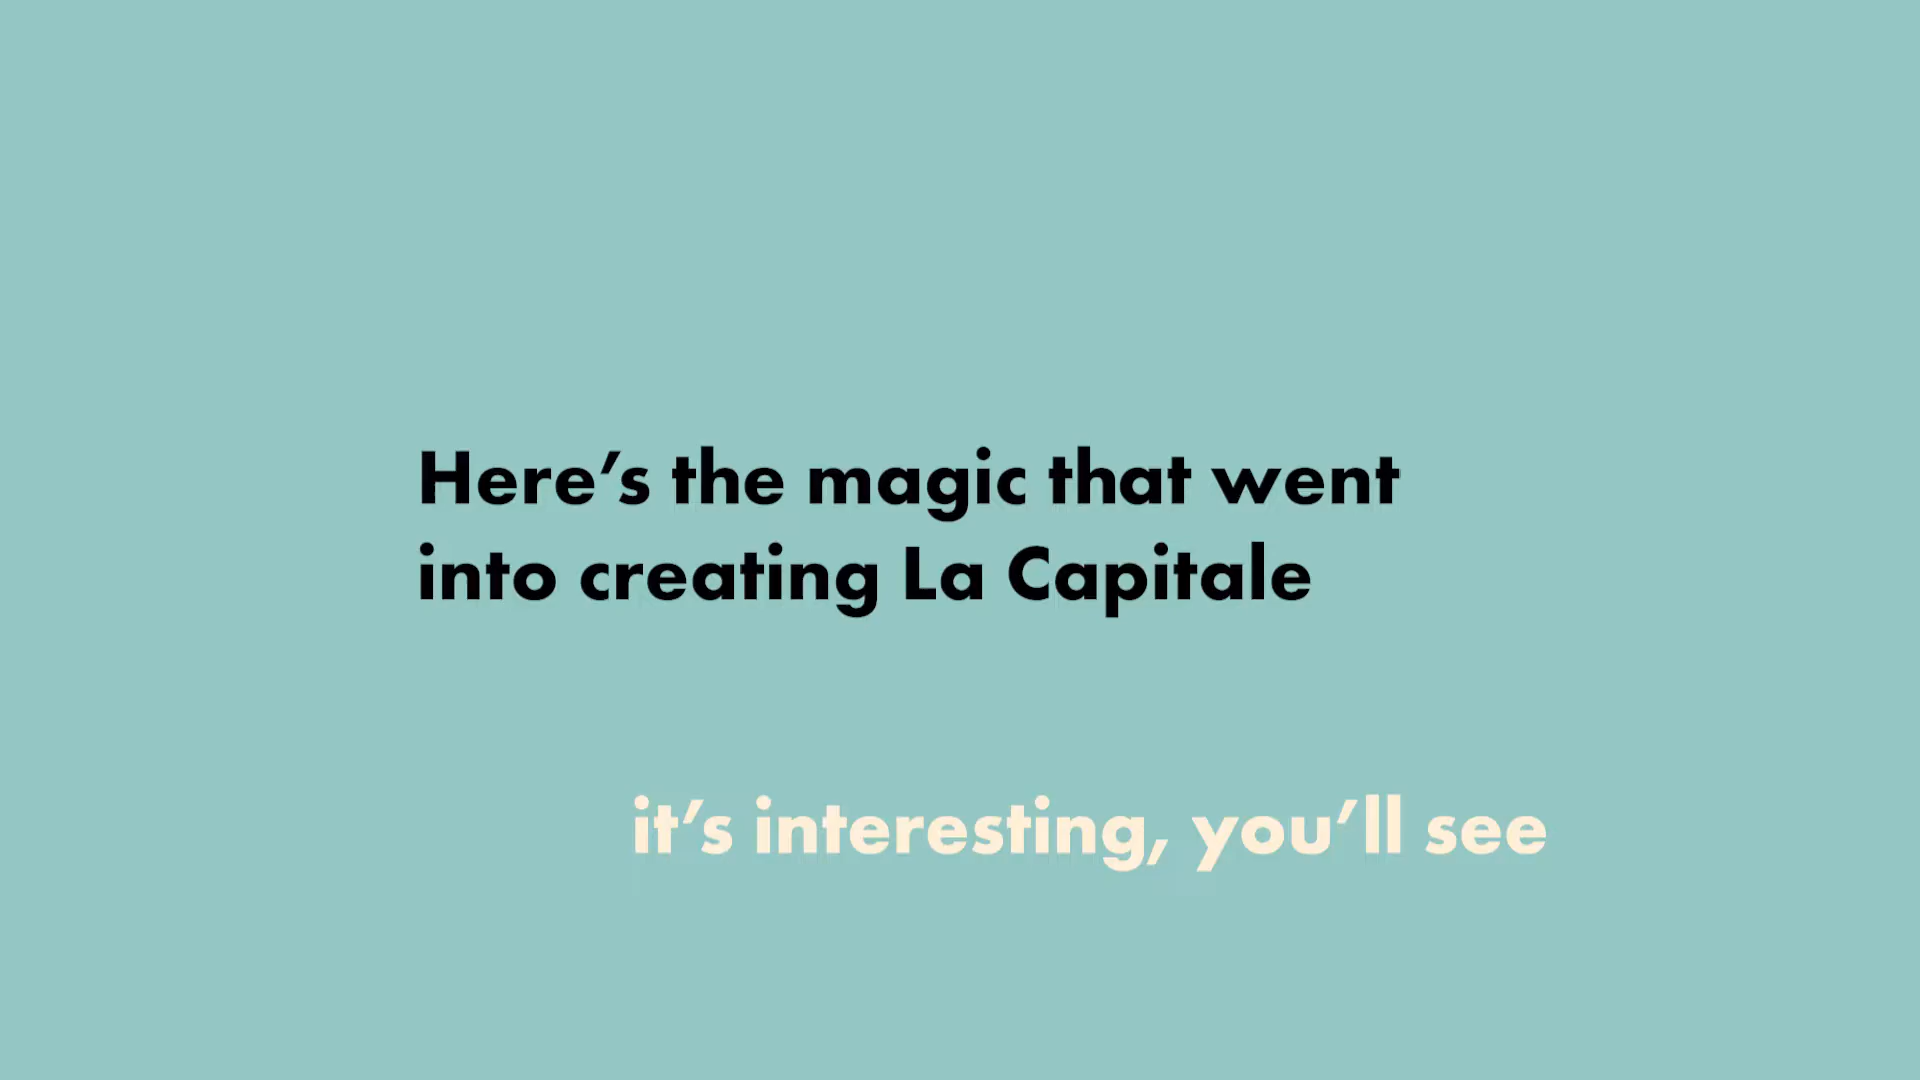 Here’s the magic that went
into creating La Capitale
it’s interesting, you’ll see